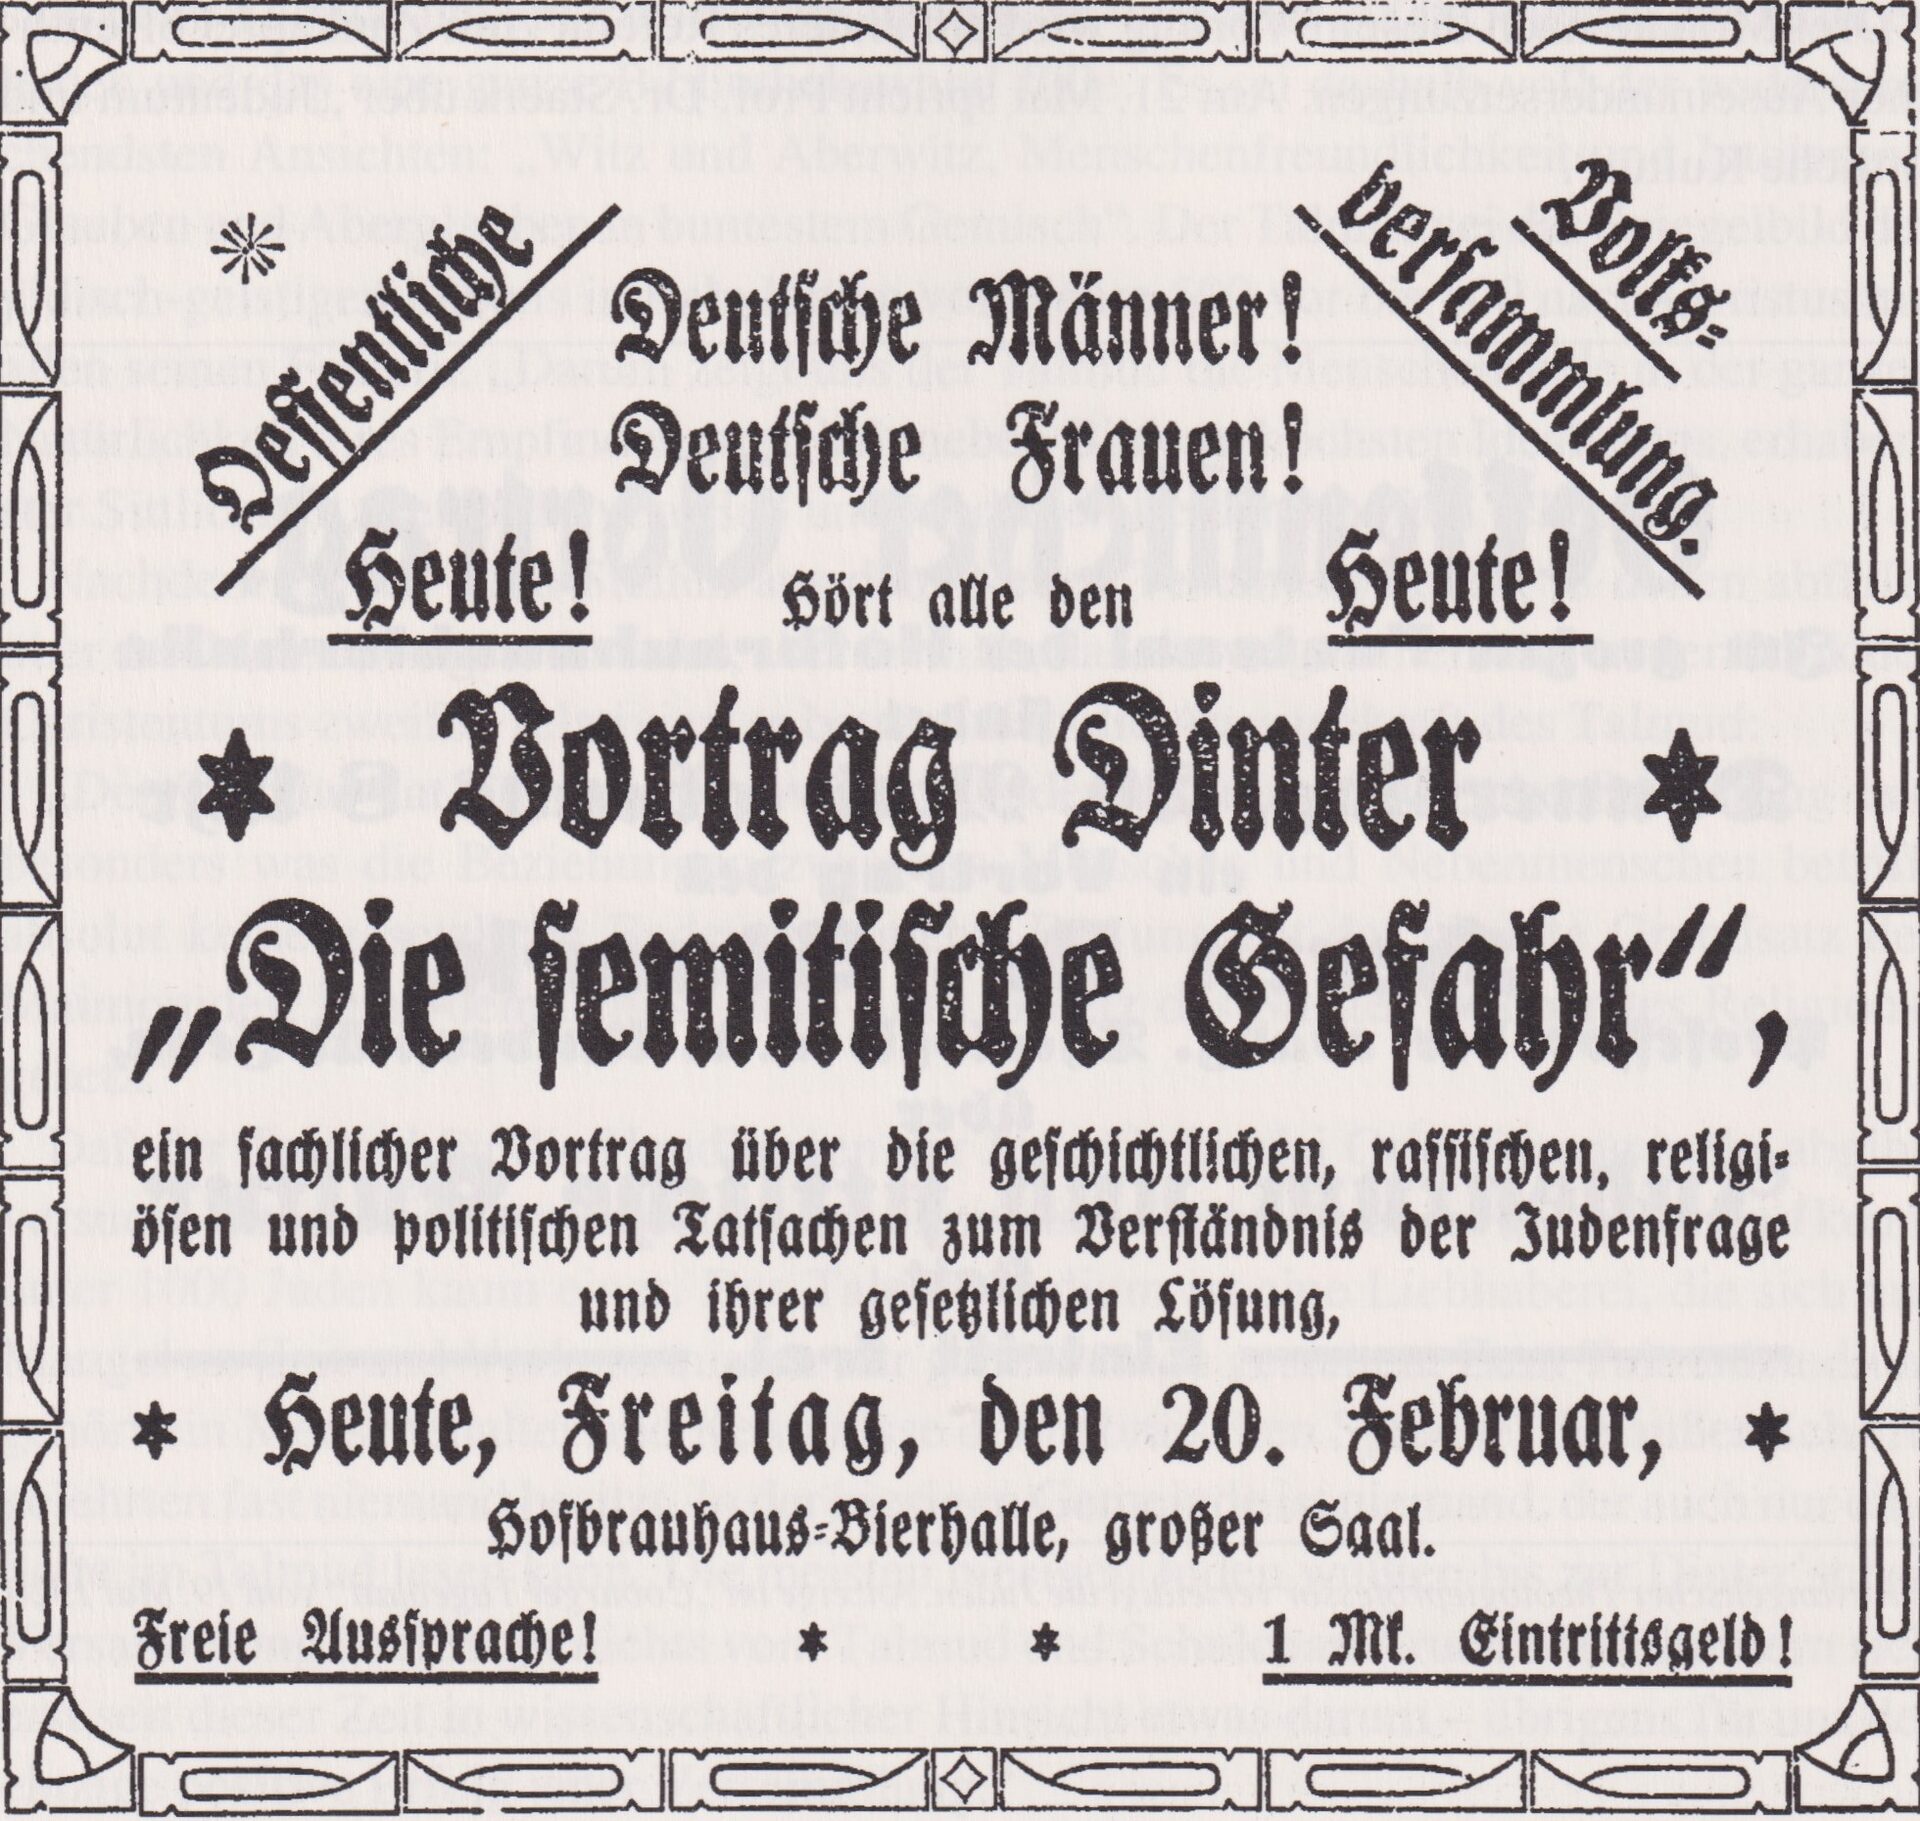 Oeffentliche
Volks-
versammlung.
Deutsche Männer!
Deutsche Frauen!
Heute! Hört alle den Heute!
Vortrag Dinter
„Die semitische Gefahr“,
ein sachlicher Vortrag über die geschichtlichen, rassischen, religi-
ösen und politischen Tatsachen zum Verständnis der Judenfrage
und ihrer gesetzlichen Lösung,
Heute, Freitag, den 20. Februar,
Hofbrauhaus-Bierhalle, großer Saal.
Freie Aussprache! 1 Mk. Eintrittsgeld!